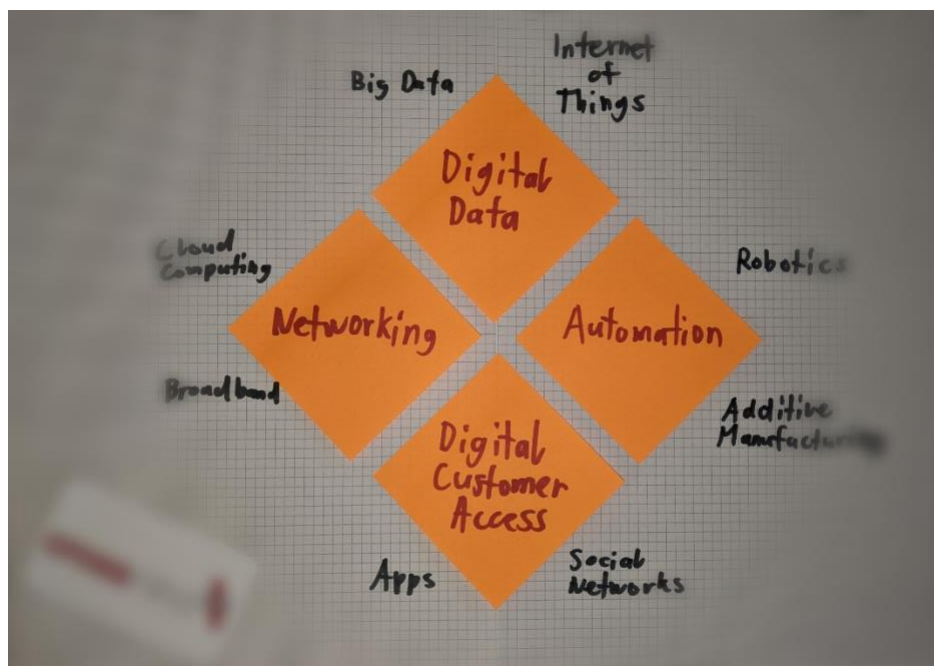 Big Data
Internet
of
Things
Digital
Data
Cloud
Computing
Networking
Broadband
Automation
Robotics
Additive
Manufacturing
Digital
Customer
Access
Apps
Social
Networks